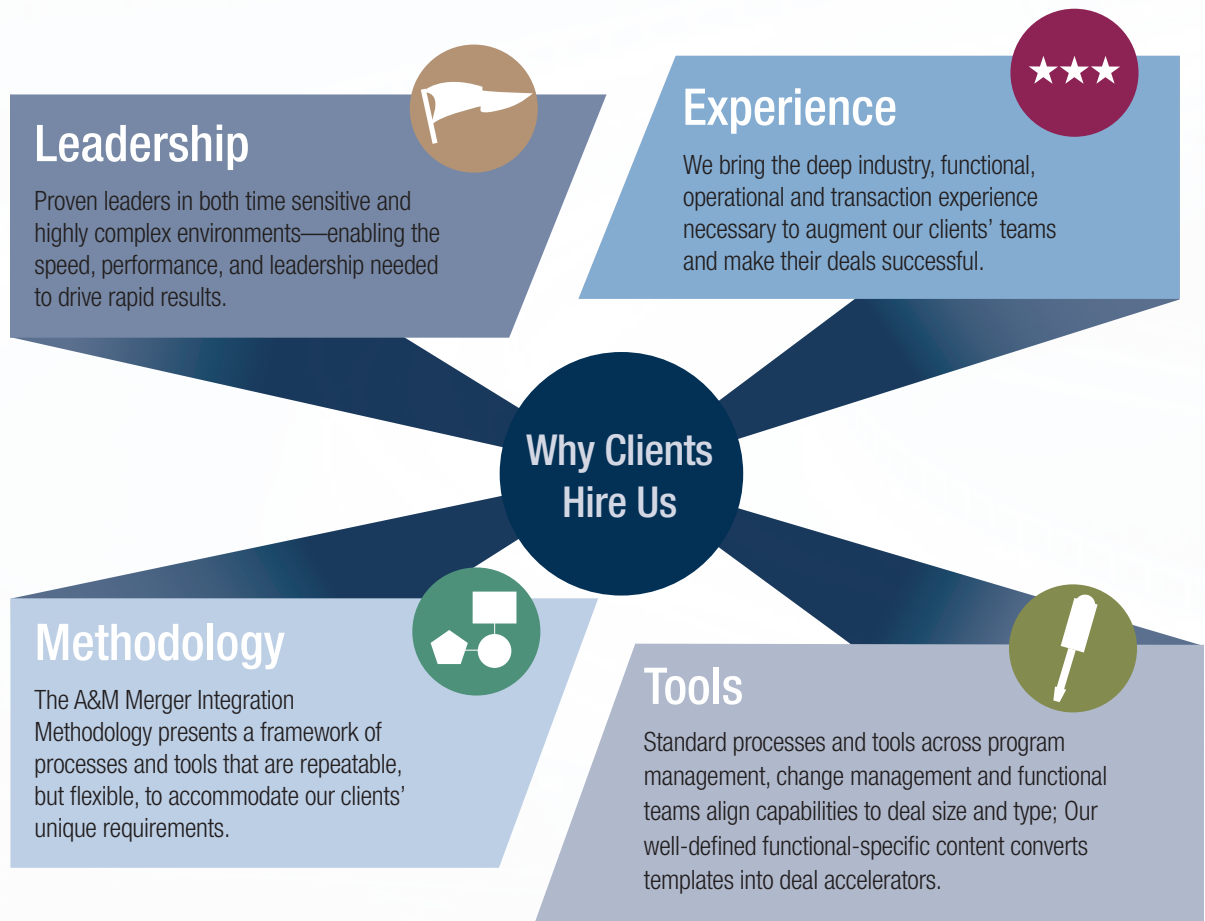 Leadership
Proven leaders in both time sensitive and
highly complex environments—enabling the
speed, performance, and leadership needed
to drive rapid results.
Experience
We bring the deep industry, functional,
operational and transaction experience
necessary to augment our clients’ teams
and make their deals successful.
Why Clients
Hire Us
Methodology
The A&M Merger Integration
Methodology presents a framework of
processes and tools that are repeatable,
but flexible, to accommodate our clients’
unique requirements.
Tools
Standard processes and tools across program
management, change management and functional
teams align capabilities to deal size and type; Our
well-defined functional-specific content converts
templates into deal accelerators.